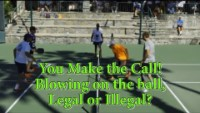 You Make the Call!
Blowing on the ball,
Legal or Illegal?